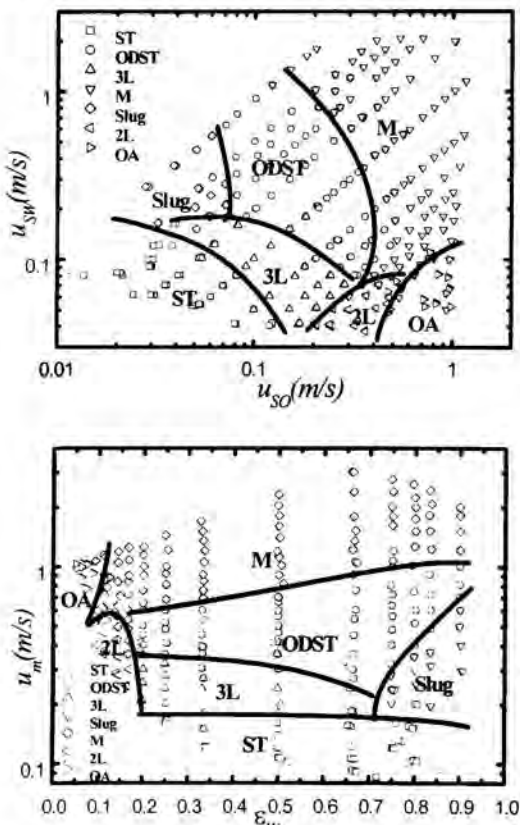 ST
ODST
3L
M
Slug
2L
OA
1
0.1
u_SW(m/s)
M
Slug
ODST
3L
ST
2L
OA
0.01
0.1
1
u_SO(m/s)
1
0.1
u_m(m/s)
OA
M
2L
ODST
3L
Slug
ST
ST
ODST
3L
Slug
M
2L
OA
0.0 0.1 0.2 0.3 0.4 0.5 0.6 0.7 0.8 0.9 1.0